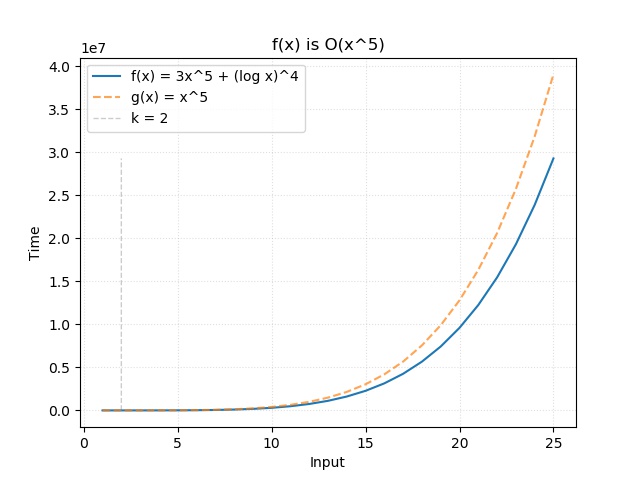 f(x) is O(x^5)
1e7
f(x) = 3x^5 + (log x)^4
g(x) = x^5
k = 2
4.0
3.5
3.0
2.5
2.0
1.5
1.0
0.5
0.0
Time
0 5 10 15 20 25
Input